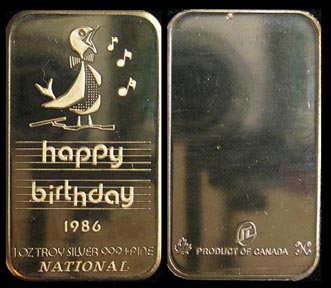 happy
birthday
1986
1 OZ TROY SILVER 999+FINE
NATIONAL
PRODUCT OF CANADA